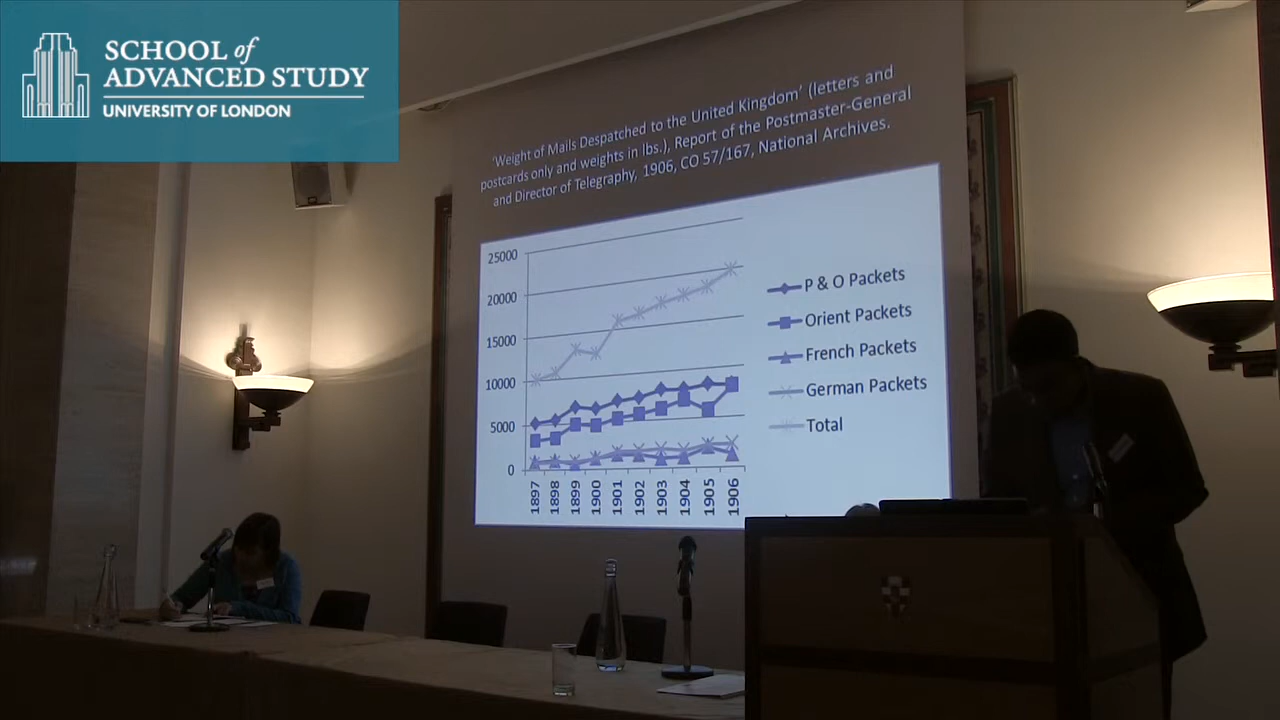 SCHOOL of
ADVANCED STUDY
UNIVERSITY OF LONDON
'Weight of Mails Despatched to the United Kingdom' (letters and
postcards only and weights in lbs.), Report of the Postmaster-General
and Director of Telegraphy, 1906, CO 57/167, National Archives.
25000
20000
15000
10000
5000
0
1897
1898
1899
1900
1901
1902
1903
1904
1905
1906
P & O Packets
Orient Packets
French Packets
German Packets
Total